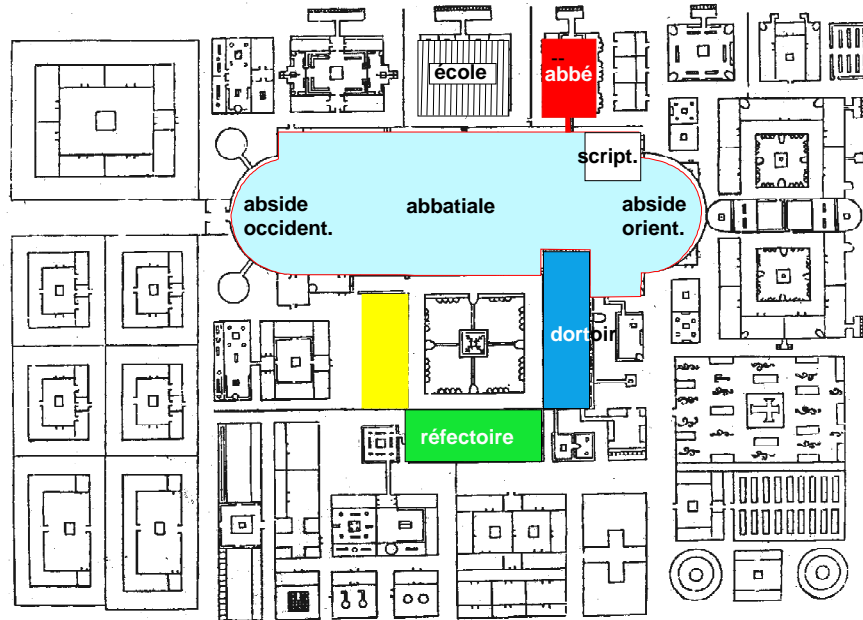 école
abbé
script.
abside
occident.
abbatiale
abside
orient.
dortoir
réfectoire